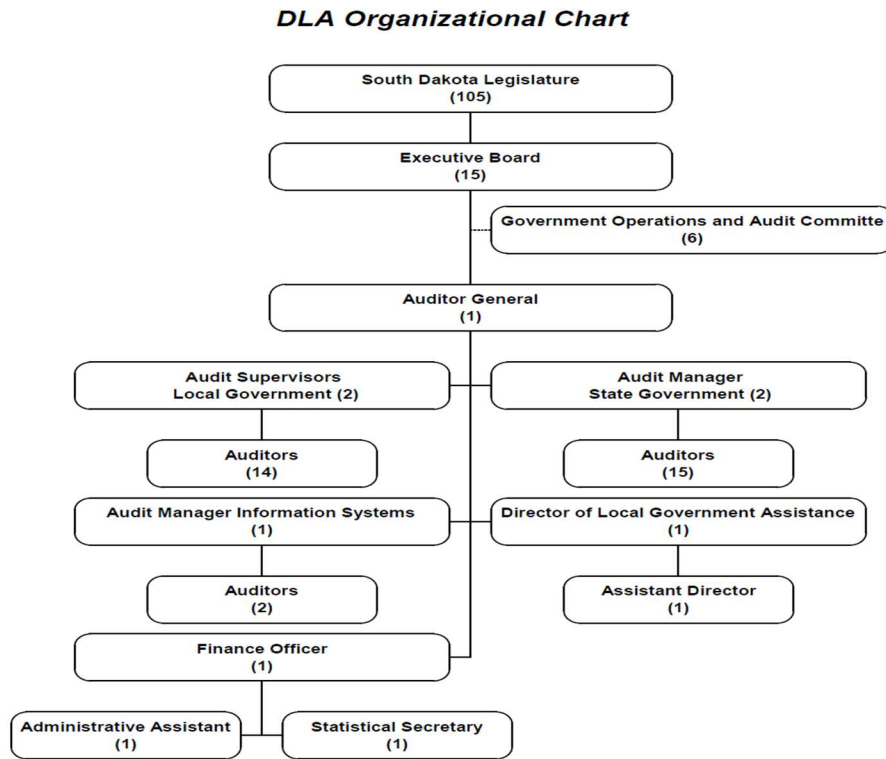 DLA Organizational Chart
South Dakota Legislature
(105)
Executive Board
(15)
Government Operations and Audit Committe
(6)
Auditor General
(1)
Audit Supervisors
Local Government (2)
Audit Manager
State Government (2)
Auditors
(14)
Auditors
(15)
Audit Manager Information Systems
(1)
Director of Local Government Assistance
(1)
Auditors
(2)
Assistant Director
(1)
Finance Officer
(1)
Administrative Assistant
(1)
Statistical Secretary
(1)